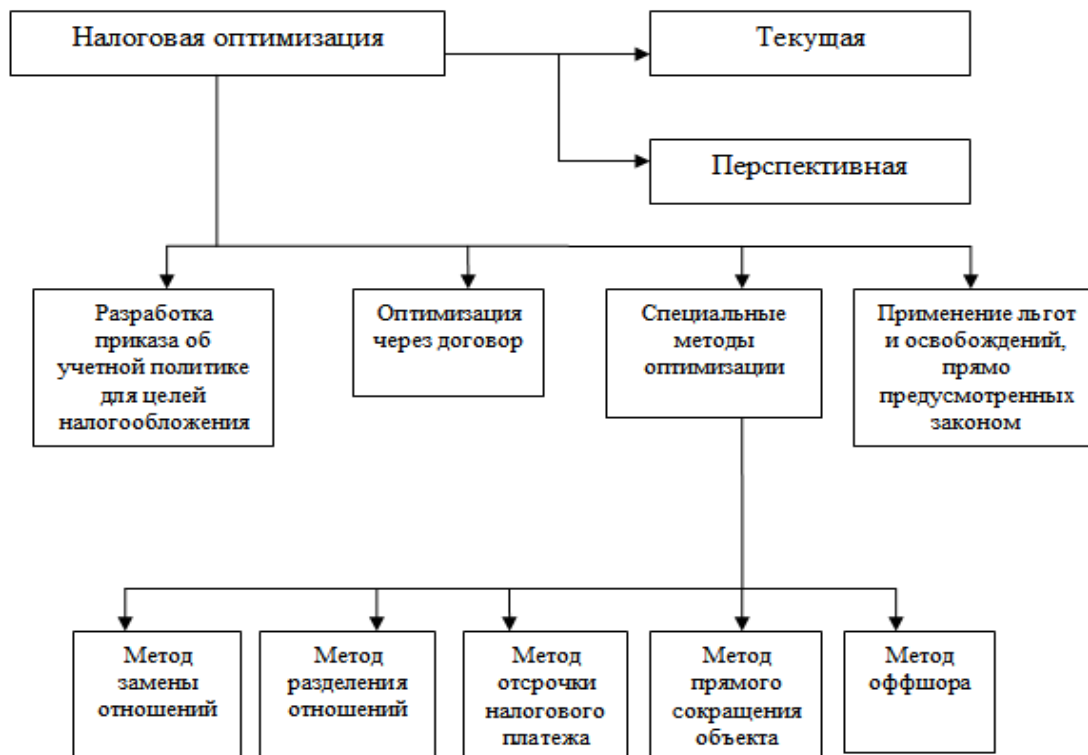 Налоговая оптимизация
Текущая
Перспективная
Разработка
приказа об
учетной политике
для целей
налогообложения
Оптимизация
через договор
Специальные
методы
оптимизации
Применение льгот
и освобождений,
прямо
предусмотренных
законом
Метод
замены
отношений
Метод
разделения
отношений
Метод
отсрочки
налогового
платежа
Метод
прямого
сокращения
объекта
Метод
оффшора